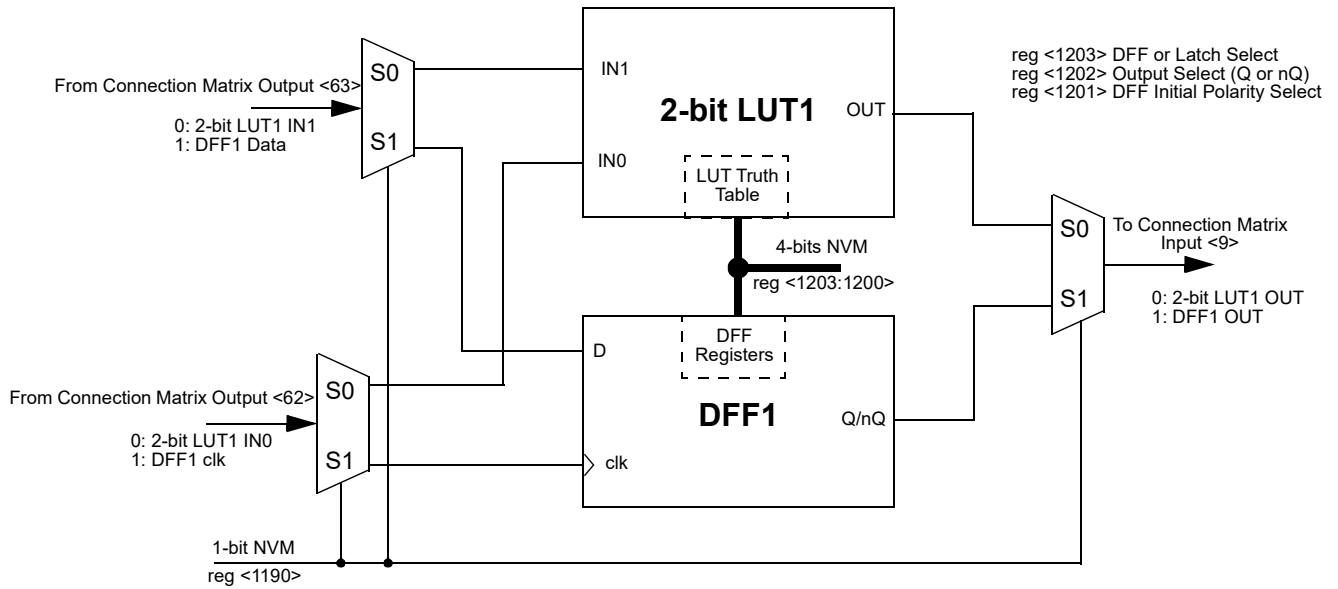 reg <1203> DFF or Latch Select
reg <1202> Output Select (Q or nQ)
reg <1201> DFF Initial Polarity Select
From Connection Matrix Output <63>
0: 2-bit LUT1 IN1
1: DFF1 Data
S0
S1
IN1
IN0
2-bit LUT1
OUT
LUT Truth
Table
4-bits NVM
reg <1203:1200>
S0
S1
To Connection Matrix
Input <9>
0: 2-bit LUT1 OUT
1: DFF1 OUT
From Connection Matrix Output <62>
0: 2-bit LUT1 IN0
1: DFF1 clk
S0
S1
D
clk
DFF
Registers
DFF1
Q/nQ
1-bit NVM
reg <1190>